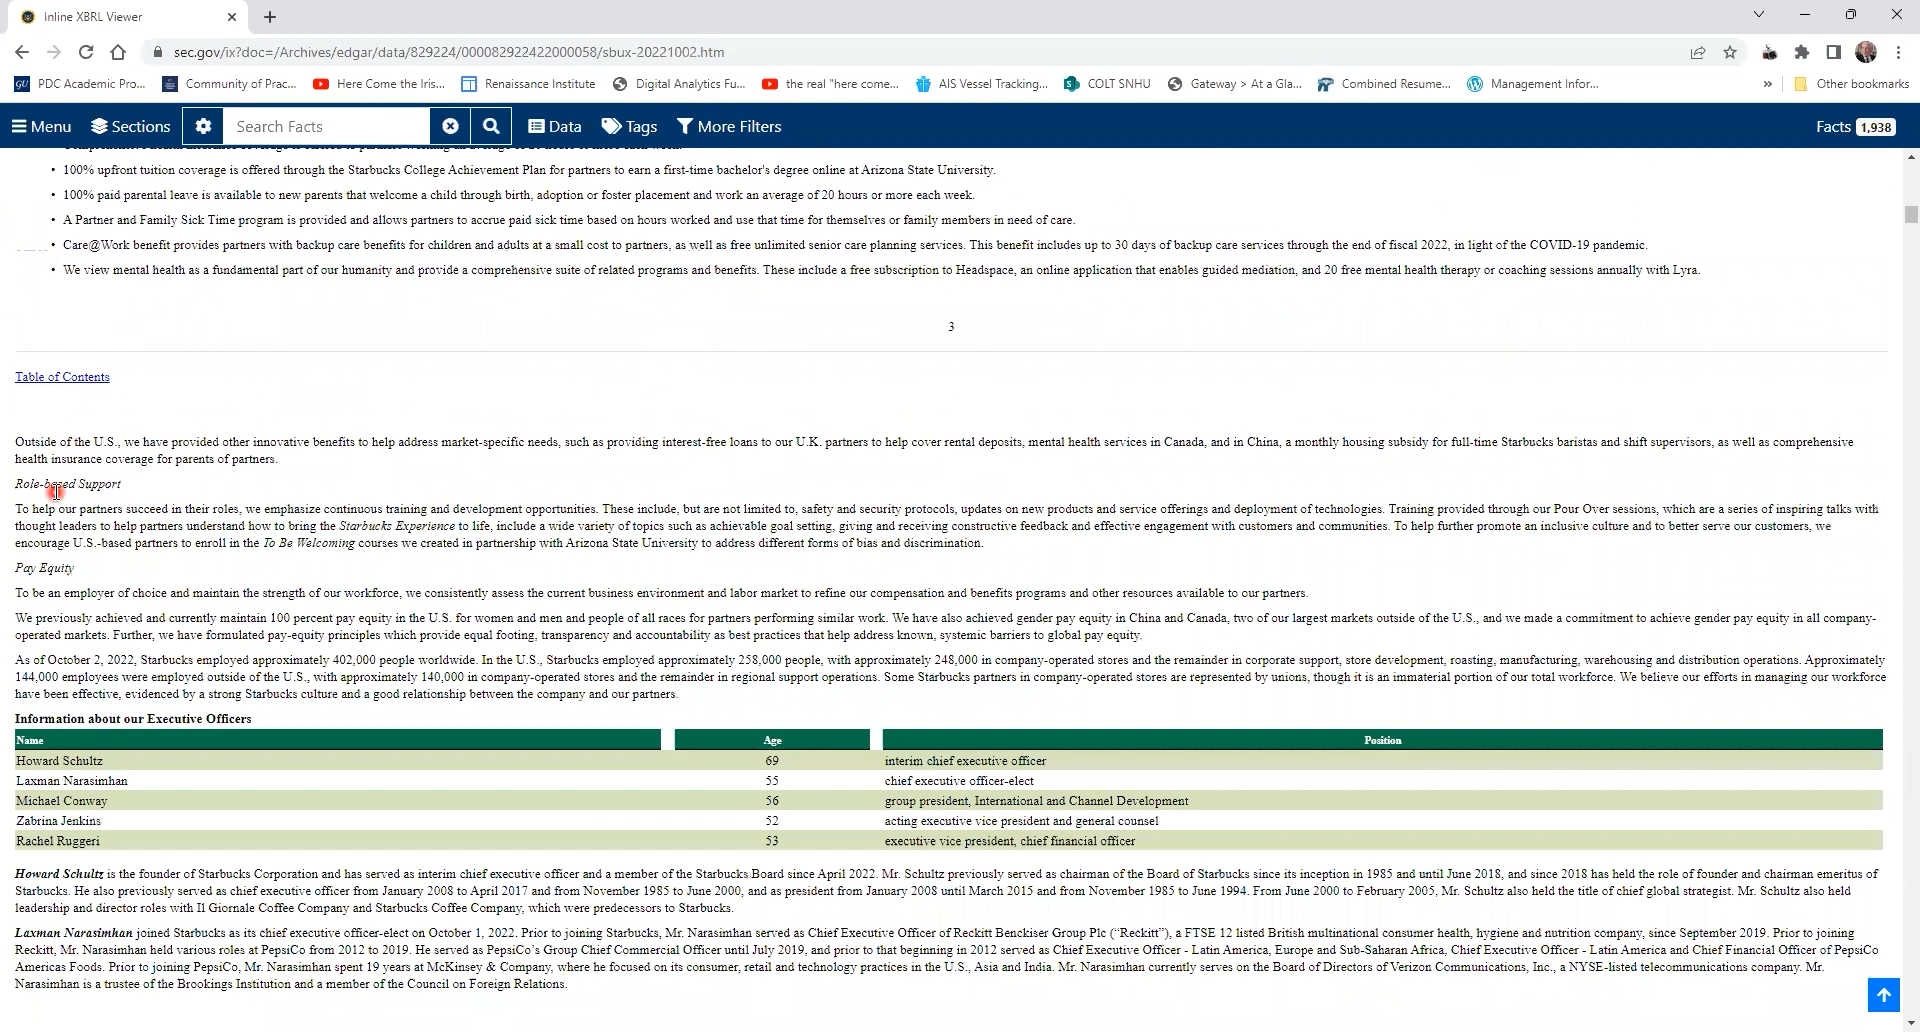 Inline XBRL Viewer
sec.gov/ix?doc=/Archives/edgar/data/829224/000082922422000058/sbux-20221002.htm
PDC Academic Pro...
Community of Prac...
Here Come the Iris...
Renaissance Institute
Digital Analytics Fu...
the real "here come...
AIS Vessel Tracking...
COLT SNHU
Gateway > At a Gla...
Combined Resume...
Management Infor...
»
Other bookmarks
Menu
Sections
Search Facts
Data
Tags
More Filters
Facts 1,938
• 100% upfront tuition coverage is offered through the Starbucks College Achievement Plan for partners to earn a first-time bachelor's degree online at Arizona State University.
• 100% paid parental leave is available to new parents that welcome a child through birth, adoption or foster placement and work an average of 20 hours or more each week.
• A Partner and Family Sick Time program is provided and allows partners to accrue paid sick time based on hours worked and use that time for themselves or family members in need of care.
• Care@Work benefit provides partners with backup care benefits for children and adults at a small cost to partners, as well as free unlimited senior care planning services. This benefit includes up to 30 days of backup care services through the end of fiscal 2022, in light of the COVID-19 pandemic.
• We view mental health as a fundamental part of our humanity and provide a comprehensive suite of related programs and benefits. These include a free subscription to Headspace, an online application that enables guided mediation, and 20 free mental health therapy or coaching sessions annually with Lyra.
3
Table of Contents
Outside of the U.S., we have provided other innovative benefits to help address market-specific needs, such as providing interest-free loans to our U.K. partners to help cover rental deposits, mental health services in Canada, and in China, a monthly housing subsidy for full-time Starbucks baristas and shift supervisors, as well as comprehensive
health insurance coverage for parents of partners.
Role-based Support
To help our partners succeed in their roles, we emphasize continuous training and development opportunities. These include, but are not limited to, safety and security protocols, updates on new products and service offerings and deployment of technologies. Training provided through our Pour Over sessions, which are a series of inspiring talks with
thought leaders to help partners understand how to bring the Starbucks Experience to life, include a wide variety of topics such as achievable goal setting, giving and receiving constructive feedback and effective engagement with customers and communities. To help further promote an inclusive culture and to better serve our customers, we
encourage U.S.-based partners to enroll in the To Be Welcoming courses we created in partnership with Arizona State University to address different forms of bias and discrimination.
Pay Equity
To be an employer of choice and maintain the strength of our workforce, we consistently assess the current business environment and labor market to refine our compensation and benefits programs and other resources available to our partners.
We previously achieved and currently maintain 100 percent pay equity in the U.S. for women and men and people of all races for partners performing similar work. We have also achieved gender pay equity in China and Canada, two of our largest markets outside of the U.S., and we made a commitment to achieve gender pay equity in all company-
operated markets. Further, we have formulated pay-equity principles which provide equal footing, transparency and accountability as best practices that help address known, systemic barriers to global pay equity.
As of October 2, 2022, Starbucks employed approximately 402,000 people worldwide. In the U.S., Starbucks employed approximately 258,000 people, with approximately 248,000 in company-operated stores and the remainder in corporate support, store development, roasting, manufacturing, warehousing and distribution operations. Approximately
144,000 employees were employed outside of the U.S., with approximately 140,000 in company-operated stores and the remainder in regional support operations. Some Starbucks partners in company-operated stores are represented by unions, though it is an immaterial portion of our total workforce. We believe our efforts in managing our workforce
have been effective, evidenced by a strong Starbucks culture and a good relationship between the company and our partners.
Information about our Executive Officers
Name Age Position
Howard Schultz 69 interim chief executive officer
Laxman Narasimhan 55 chief executive officer-elect
Michael Conway 56 group president, International and Channel Development
Zabrina Jenkins 52 acting executive vice president and general counsel
Rachel Ruggeri 53 executive vice president, chief financial officer
Howard Schultz is the founder of Starbucks Corporation and has served as interim chief executive officer and a member of the Starbucks Board since April 2022. Mr. Schultz previously served as chairman of the Board of Starbucks since its inception in 1985 and until June 2018, and since 2018 has held the role of founder and chairman emeritus of
Starbucks. He also previously served as chief executive officer from January 2008 to April 2017 and from November 1985 to June 2000, and as president from January 2008 until March 2015 and from November 1985 to June 1994. From June 2000 to February 2005, Mr. Schultz also held the title of chief global strategist. Mr. Schultz also held
leadership and director roles with Il Giornale Coffee Company and Starbucks Coffee Company, which were predecessors to Starbucks.
Laxman Narasimhan joined Starbucks as its chief executive officer-elect on October 1, 2022. Prior to joining Starbucks, Mr. Narasimhan served as Chief Executive Officer of Reckitt Benckiser Group Plc (“Reckitt”), a FTSE 12 listed British multinational consumer health, hygiene and nutrition company, since September 2019. Prior to joining
Reckitt, Mr. Narasimhan held various roles at PepsiCo from 2012 to 2019. He served as PepsiCo’s Group Chief Commercial Officer until July 2019, and prior to that beginning in 2012 served as Chief Executive Officer - Latin America, Europe and Sub-Saharan Africa, Chief Executive Officer - Latin America and Chief Financial Officer of PepsiCo
Americas Foods. Prior to joining PepsiCo, Mr. Narasimhan spent 19 years at McKinsey & Company, where he focused on its consumer, retail and technology practices in the U.S., Asia and India. Mr. Narasimhan currently serves on the Board of Directors of Verizon Communications, Inc., a NYSE-listed telecommunications company. Mr.
Narasimhan is a trustee of the Brookings Institution and a member of the Council on Foreign Relations.